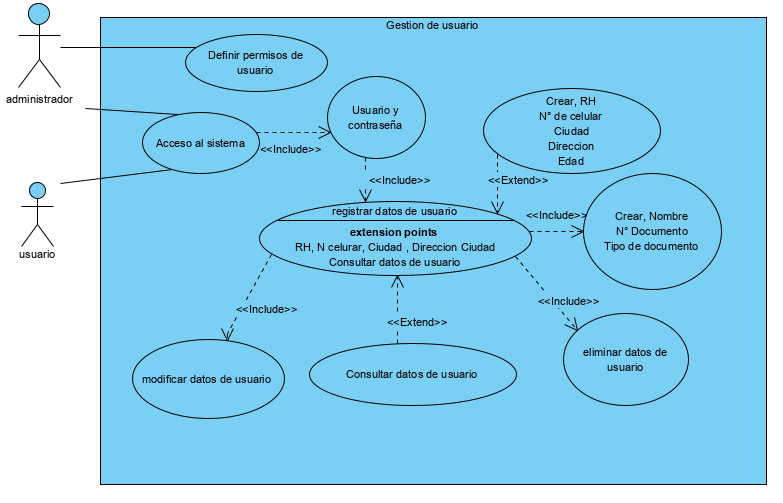 Gestion de usuario
Definir permisos de
usuario
administrador
Usuario y
contraseña
Crear, RH
N° de celular
Ciudad
Direccion
Edad
Acceso al sistema
<<Include>>
<<Include>>
<<Extend>>
usuario
registrar datos de usuario
extension points
RH, N celurar, Ciudad , Direccion Ciudad
Consultar datos de usuario
<<Include>>
Crear, Nombre
N° Documento
Tipo de documento
<<Include>>
<<Extend>>
<<Include>>
modificar datos de usuario
Consultar datos de usuario
eliminar datos de
usuario